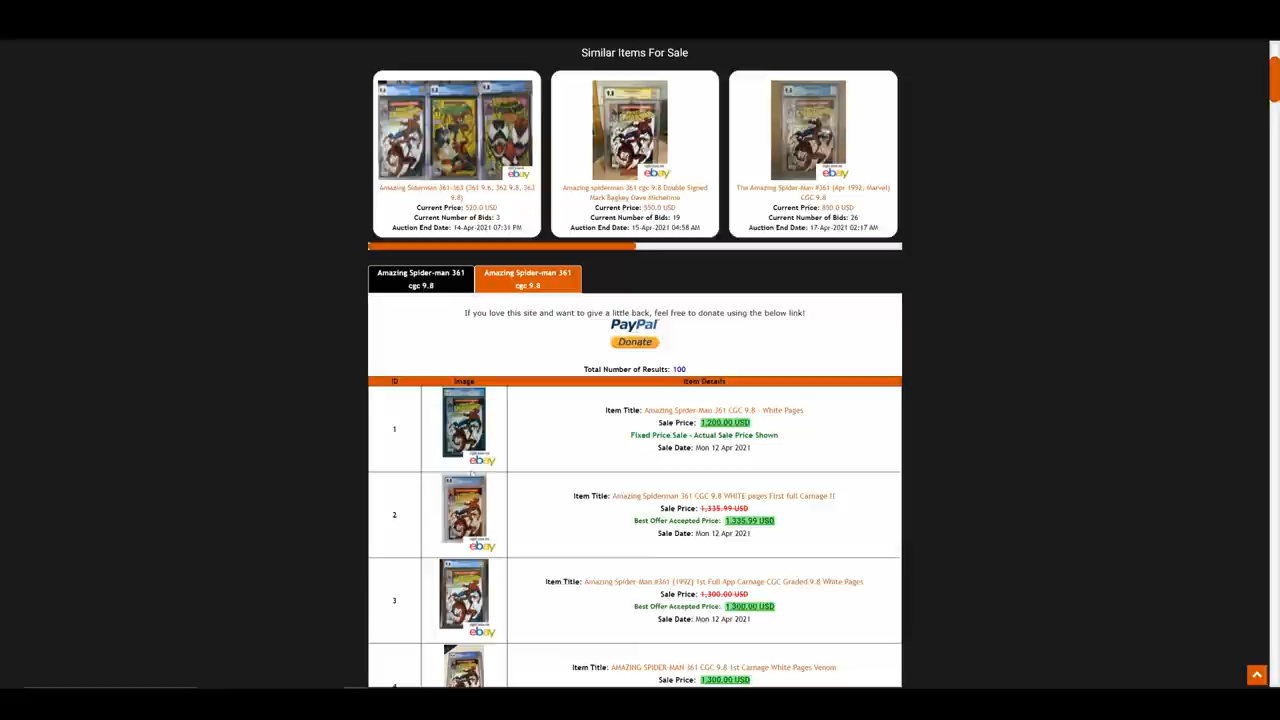 Similar Items For Sale
Amazing Siderman 361-363 (361 9.6, 362 9.8, 363
9.8)
Current Price: 520.0 USD
Current Number of Bids: 3
Auction End Date: 14-Apr-2021 07:31 PM
ebay
Amazing spiderman 361 cgc 9.8 Double Signed
Mark Bagkey Dave Michelinie
Current Price: 550.0 USD
Current Number of Bids: 19
Auction End Date: 15-Apr-2021 04:58 AM
ebay
The Amazing Spider-Man #361 (Apr 1992, Marvel)
CGC 9.8
Current Price: 850.0 USD
Current Number of Bids: 26
Auction End Date: 17-Apr-2021 02:17 AM
ebay
Amazing Spider-man 361
cgc 9.8
Amazing Spider-man 361
cgc 9.8
If you love this site and want to give a little back, feel free to donate using the below link!
PayPal
Donate
Total Number of Results: 100
ID Image Item Details
1
ebay
Item Title: Amazing Spider-Man 361 CGC 9.8 - White Pages
Sale Price: 1,200.00 USD
Fixed Price Sale - Actual Sale Price Shown
Sale Date: Mon 12 Apr 2021
2
ebay
Item Title: Amazing Spiderman 361 CGC 9.8 WHITE pages First full Carnage !!
Sale Price: 1,335.99 USD
Best Offer Accepted Price: 1,335.99 USD
Sale Date: Mon 12 Apr 2021
3
ebay
Item Title: Amazing Spider-Man #361 (1992) 1st Full App Carnage CGC Graded 9.8 White Pages
Sale Price: 1,300.00 USD
Best Offer Accepted Price: 1,300.00 USD
Sale Date: Mon 12 Apr 2021
Item Title: AMAZING SPIDER-MAN 361 CGC 9.8 1st Carnage White Pages Venom
Sale Price: 1,300.00 USD